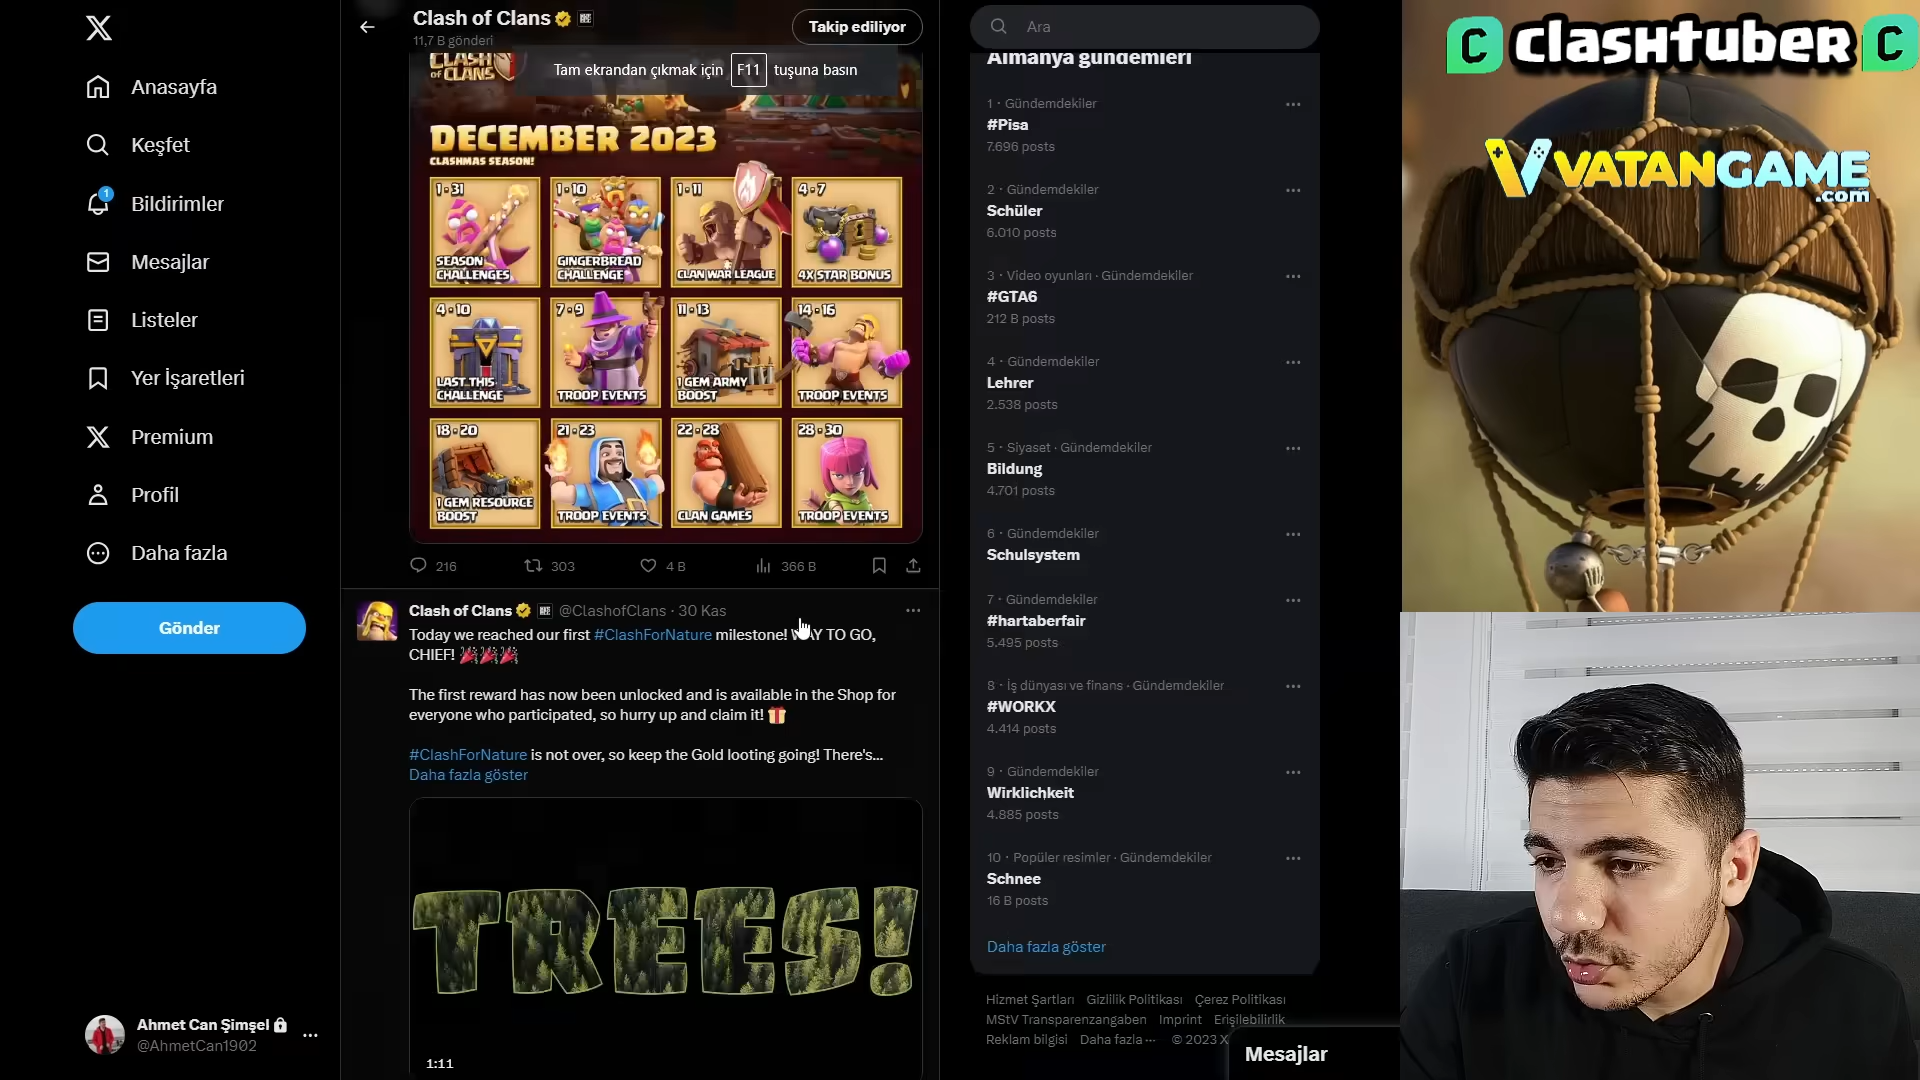 Anasayfa
Keşfet
1
Bildirimler
Mesajlar
Listeler
Yer İşaretleri
Premium
Profil
Daha fazla
Gönder
Ahmet Can Şimşel
@AhmetCan1902
Clash of Clans
11,7 B gönderi
Takip ediliyor
Tam ekrandan çıkmak için F11 tuşuna basın
CLASH
OF CLANS
DECEMBER 2023
CLASHMAS SEASON!
1 - 31
SEASON
CHALLENGES
1 - 10
GINGERBREAD
CHALLENGE
1 - 11
CLAN WAR LEAGUE
4 - 7
4X STAR BONUS
4 - 10
LAST THIS
CHALLENGE
7 - 9
TROOP EVENTS
11 - 13
1 GEM ARMY
BOOST
14 - 16
TROOP EVENTS
18 - 20
1 GEM RESOURCE
BOOST
21 - 23
TROOP EVENTS
22 - 28
CLAN GAMES
28 - 30
TROOP EVENTS
216
303
4 B
366 B
Clash of Clans @ClashofClans · 30 Kas
Today we reached our first #ClashForNature milestone! WAY TO GO,
CHIEF! 🎉🎉🎉
The first reward has now been unlocked and is available in the Shop for
everyone who participated, so hurry up and claim it! 🎁
#ClashForNature is not over, so keep the Gold looting going! There's...
Daha fazla göster
TREES!
1:11
Ara
Almanya gündemleri
1 · Gündemdekiler
#Pisa
7.696 posts
2 · Gündemdekiler
Schüler
6.010 posts
3 · Video oyunları · Gündemdekiler
#GTA6
212 B posts
4 · Gündemdekiler
Lehrer
2.538 posts
5 · Siyaset · Gündemdekiler
Bildung
4.701 posts
6 · Gündemdekiler
Schulsystem
7 · Gündemdekiler
#hartaberfair
5.495 posts
8 · İş dünyası ve finans · Gündemdekiler
#WORKX
4.414 posts
9 · Gündemdekiler
Wirklichkeit
4.885 posts
10 · Popüler resimler · Gündemdekiler
Schnee
16 B posts
Daha fazla göster
Hizmet Şartları Gizlilik Politikası Çerez Politikası
MStV Transparenzangaben Imprint Erişilebilirlik
Reklam bilgisi Daha fazla ··· © 2023 X
Mesajlar
C clashtuber C
VATANGAME
.com